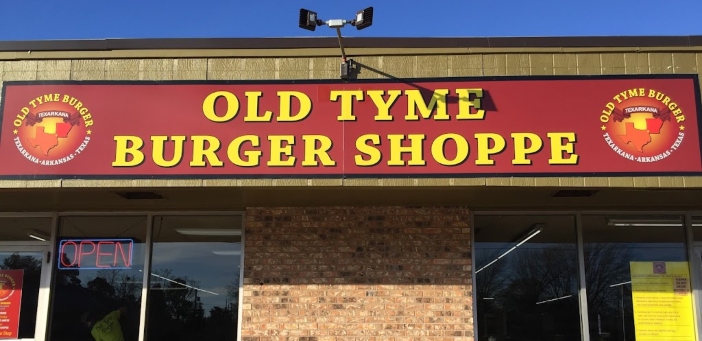 OLD TYME BURGER
TEXARKANA
TEXARKANA · ARKANSAS · TEXAS
OLD TYME
BURGER SHOPPE
OLD TYME BURGER
TEXARKANA
TEXARKANA · ARKANSAS · TEXAS
OPEN